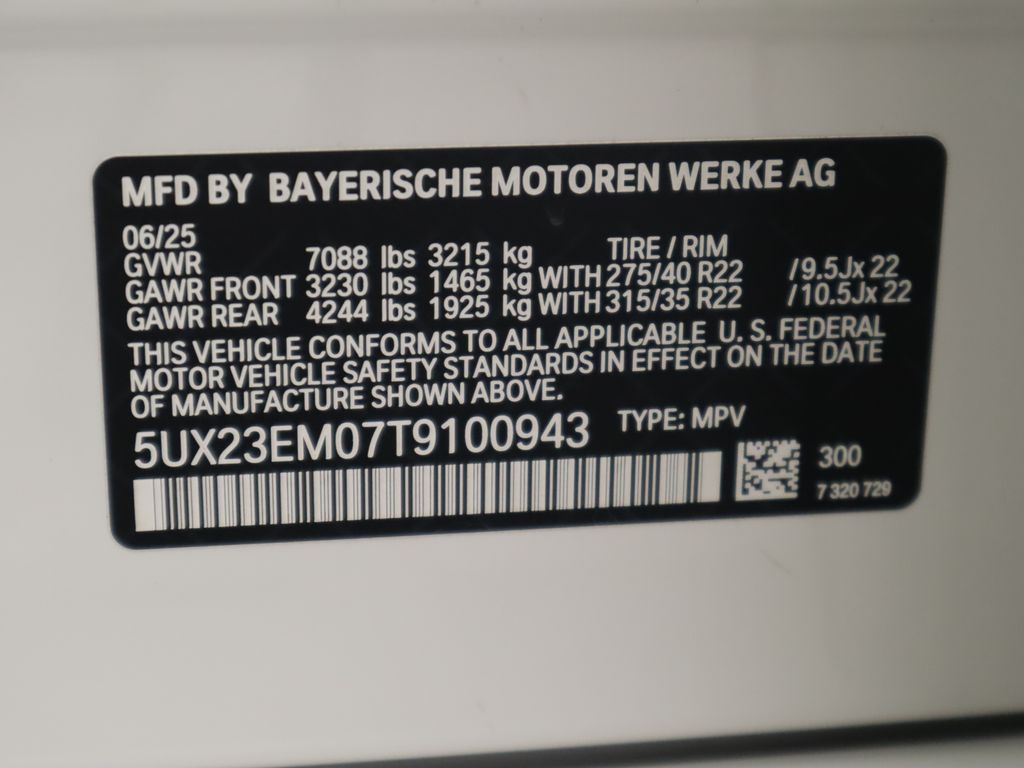 MFD BY BAYERISCHE MOTOREN WERKE AG
06/25
GVWR 7088 lbs 3215 kg TIRE / RIM
GAWR FRONT 3230 lbs 1465 kg WITH 275/40 R22 /9.5Jx 22
GAWR REAR 4244 lbs 1925 kg WITH 315/35 R22 /10.5Jx 22
THIS VEHICLE CONFORMS TO ALL APPLICABLE U. S. FEDERAL
MOTOR VEHICLE SAFETY STANDARDS IN EFFECT ON THE DATE
OF MANUFACTURE SHOWN ABOVE.
5UX23EM07T9100943 TYPE: MPV
300
7 320 729